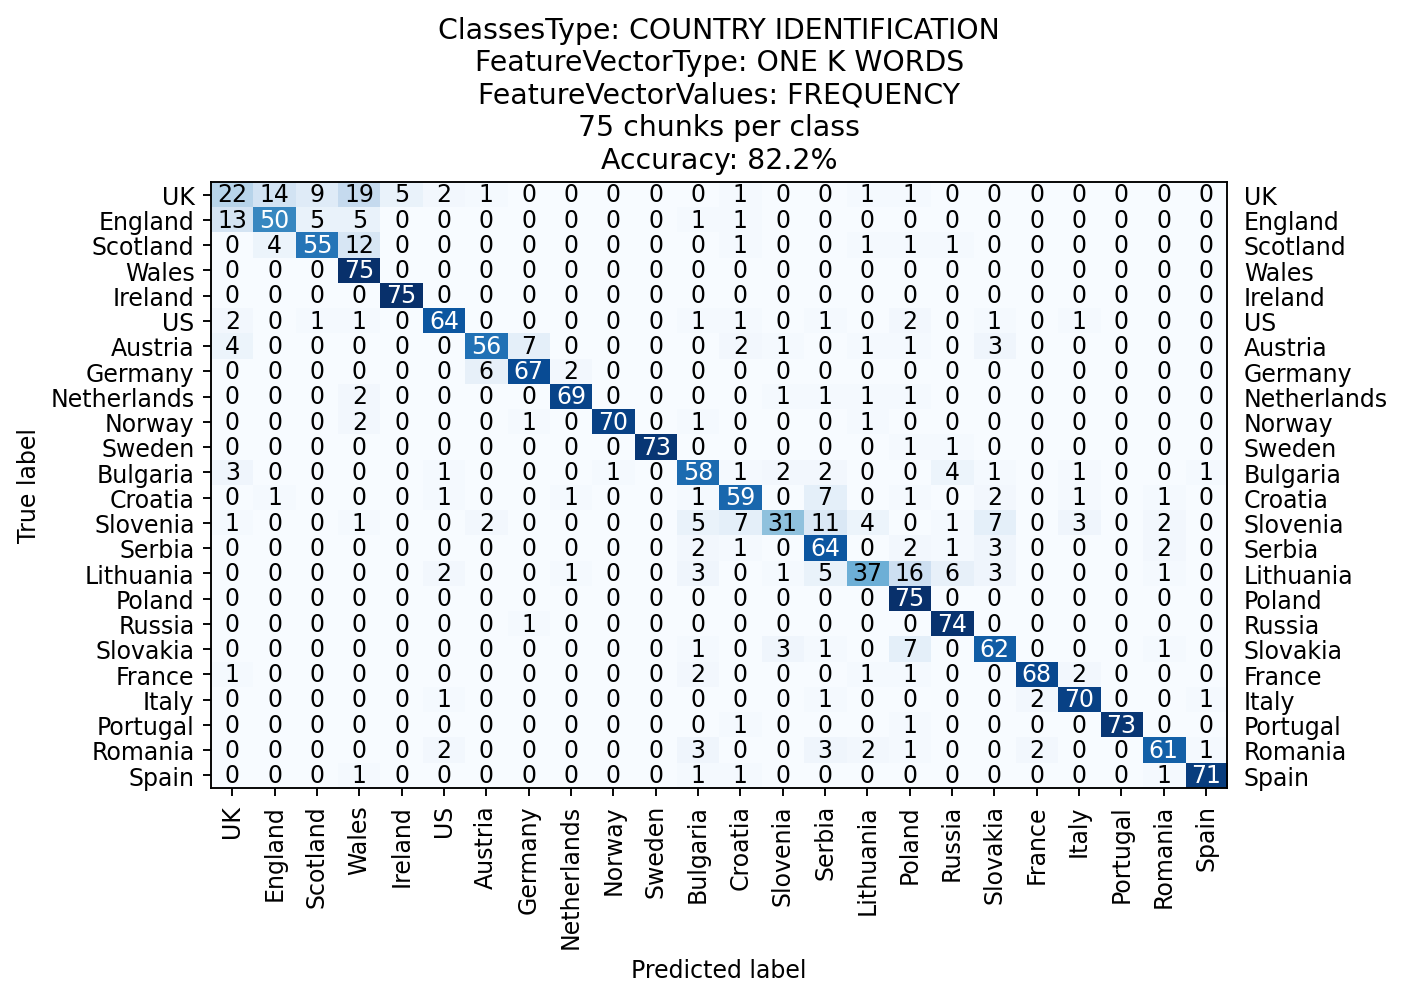 ClassesType: COUNTRY IDENTIFICATION
FeatureVectorType: ONE K WORDS
FeatureVectorValues: FREQUENCY
75 chunks per class
Accuracy: 82.2%
UK 22 14 9 19 5 2 1 0 0 0 0 0 1 0 0 1 1 0 0 0 0 0 0 0 UK
England 13 50 5 5 0 0 0 0 0 0 0 1 1 0 0 0 0 0 0 0 0 0 0 0 England
Scotland 0 4 55 12 0 0 0 0 0 0 0 0 1 0 0 1 1 1 0 0 0 0 0 0 Scotland
Wales 0 0 0 75 0 0 0 0 0 0 0 0 0 0 0 0 0 0 0 0 0 0 0 0 Wales
Ireland 0 0 0 0 75 0 0 0 0 0 0 0 0 0 0 0 0 0 0 0 0 0 0 0 Ireland
US 2 0 1 1 0 64 0 0 0 0 0 1 1 0 1 0 2 0 1 0 1 0 0 0 US
Austria 4 0 0 0 0 0 56 7 0 0 0 0 2 1 0 1 1 0 3 0 0 0 0 0 Austria
Germany 0 0 0 0 0 0 6 67 2 0 0 0 0 0 0 0 0 0 0 0 0 0 0 0 Germany
Netherlands 0 0 0 2 0 0 0 0 69 0 0 0 0 1 1 1 1 0 0 0 0 0 0 0 Netherlands
Norway 0 0 0 2 0 0 0 1 0 70 0 1 0 0 0 1 0 0 0 0 0 0 0 0 Norway
Sweden 0 0 0 0 0 0 0 0 0 0 73 0 0 0 0 0 1 1 0 0 0 0 0 0 Sweden
Bulgaria 3 0 0 0 0 1 0 0 0 1 0 58 1 2 2 0 0 4 1 0 1 0 0 1 Bulgaria
Croatia 0 1 0 0 0 1 0 0 1 0 0 1 59 0 7 0 1 0 2 0 1 0 1 0 Croatia
Slovenia 1 0 0 1 0 0 2 0 0 0 0 5 7 31 11 4 0 1 7 0 3 0 2 0 Slovenia
Serbia 0 0 0 0 0 0 0 0 0 0 0 2 1 0 64 0 2 1 3 0 0 0 2 0 Serbia
Lithuania 0 0 0 0 0 2 0 0 1 0 0 3 0 1 5 37 16 6 3 0 0 0 1 0 Lithuania
Poland 0 0 0 0 0 0 0 0 0 0 0 0 0 0 0 0 75 0 0 0 0 0 0 0 Poland
Russia 0 0 0 0 0 0 0 1 0 0 0 0 0 0 0 0 0 74 0 0 0 0 0 0 Russia
Slovakia 0 0 0 0 0 0 0 0 0 0 0 1 0 3 1 0 7 0 62 0 0 0 1 0 Slovakia
France 1 0 0 0 0 0 0 0 0 0 0 2 0 0 0 1 1 0 0 68 2 0 0 0 France
Italy 0 0 0 0 0 1 0 0 0 0 0 0 0 0 1 0 0 0 0 2 70 0 0 1 Italy
Portugal 0 0 0 0 0 0 0 0 0 0 0 0 1 0 0 0 1 0 0 0 0 73 0 0 Portugal
Romania 0 0 0 0 0 2 0 0 0 0 0 3 0 0 3 2 1 0 0 2 0 0 61 1 Romania
Spain 0 0 0 1 0 0 0 0 0 0 0 1 1 0 0 0 0 0 0 0 0 0 1 71 Spain
True label
UK England Scotland Wales Ireland US Austria Germany Netherlands Norway Sweden Bulgaria Croatia Slovenia Serbia Lithuania Poland Russia Slovakia France Italy Portugal Romania Spain
Predicted label